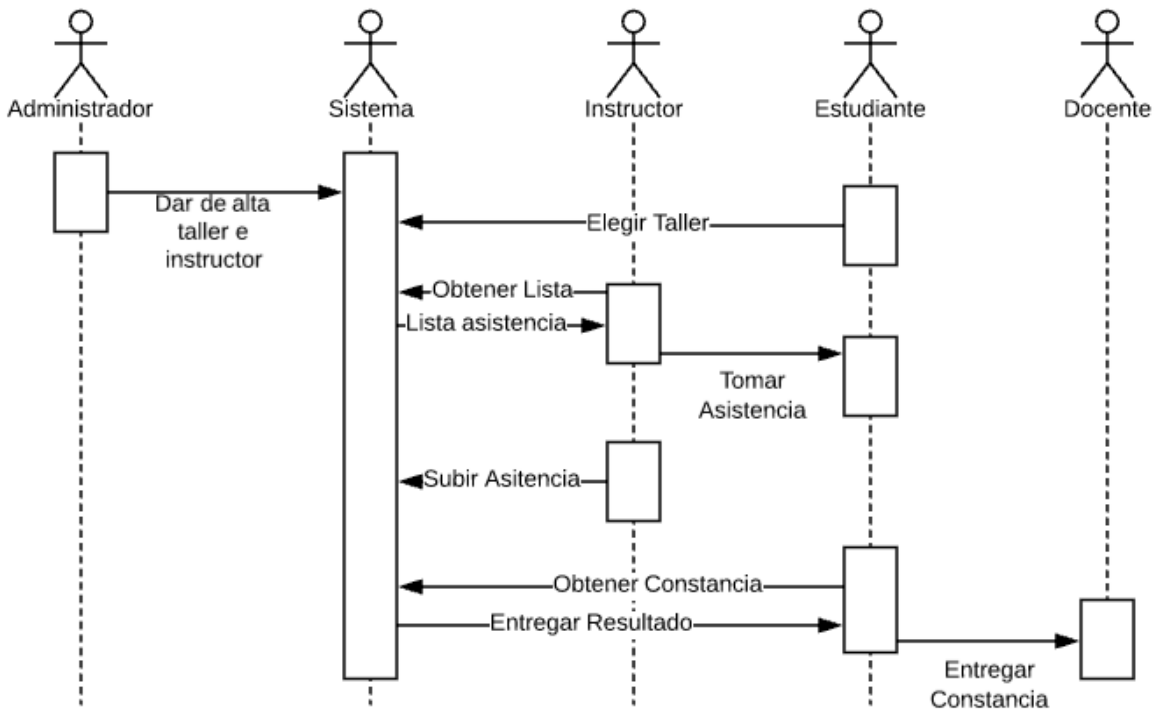 Administrador
Sistema
Instructor
Estudiante
Docente
Dar de alta
taller e
instructor
Elegir Taller
Obtener Lista
Lista asistencia
Tomar
Asistencia
Subir Asitencia
Obtener Constancia
Entregar Resultado
Entregar
Constancia